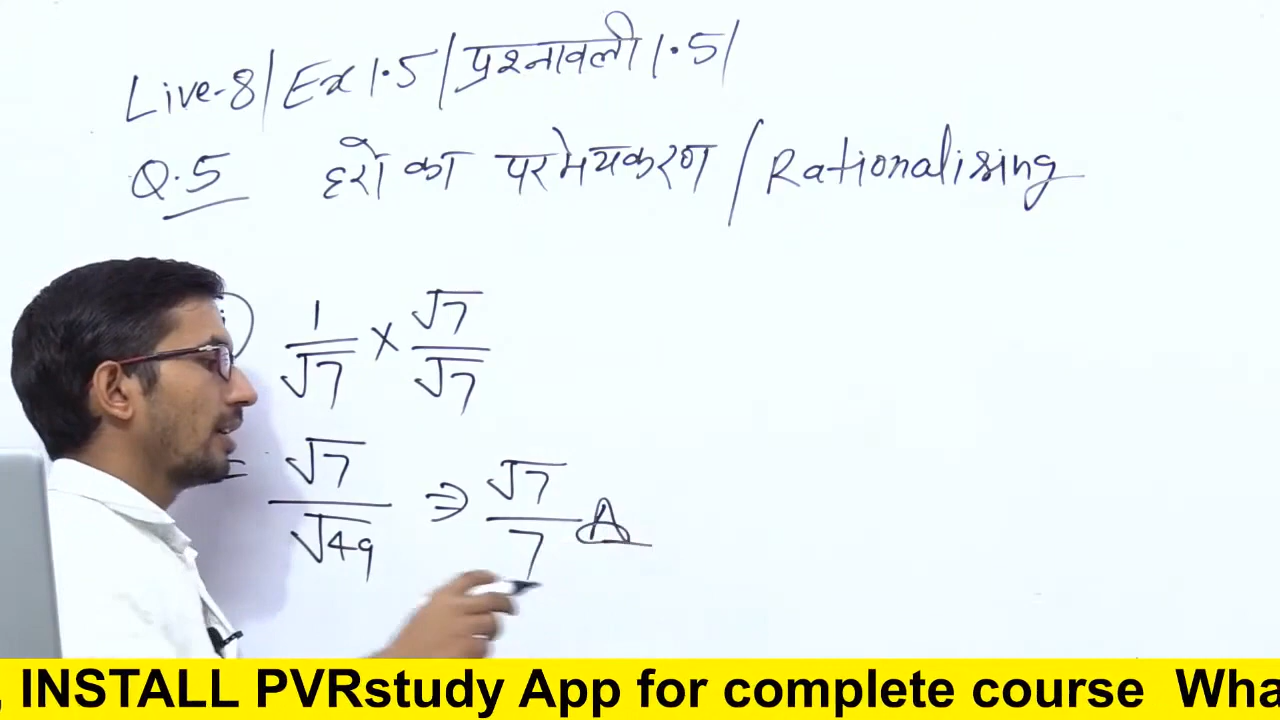 Live-8/ Ex 1.5/प्रश्नावली 1.5/
Q.5 हरों का परिमेयकरण / Rationalising
1/√7 × √7/√7
= √7/√49 ⇒ √7/7 A
, INSTALL PVRstudy App for complete course Wha